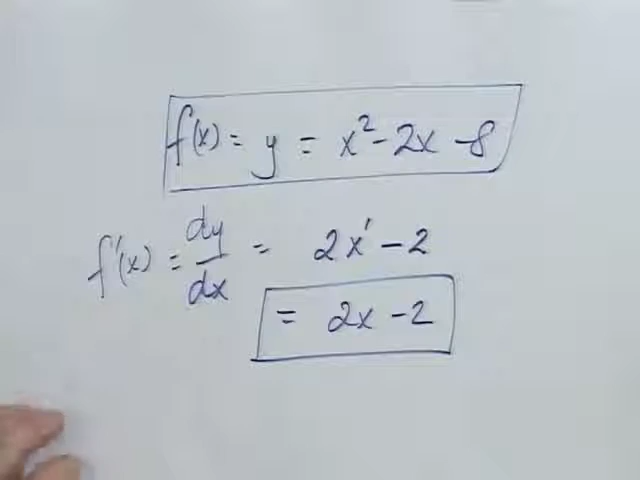 f(x) = y = x² - 2x - 8
f'(x) = dy/dx = 2x¹ - 2
= 2x - 2